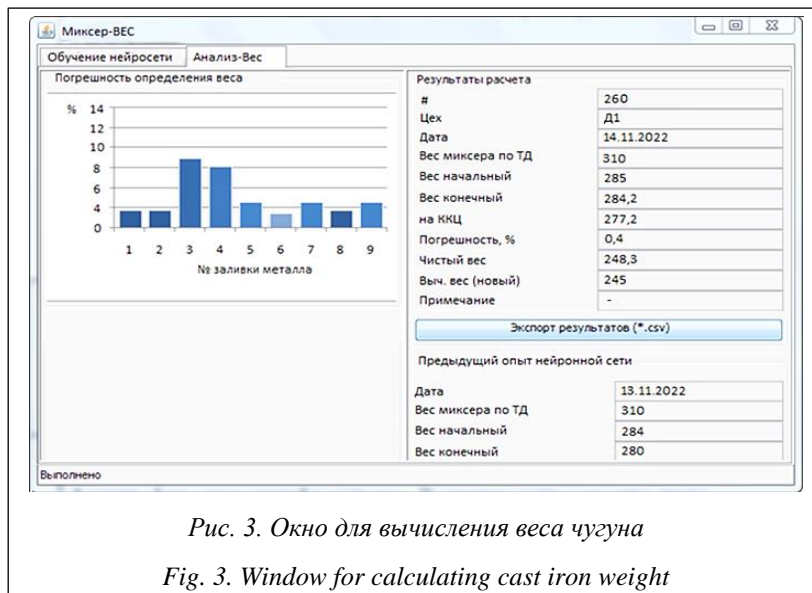 Миксер-ВЕС
Обучение нейросети Анализ-Вес
Погрешность определения веса
% 14
12
10
8
6
4
0
1 2 3 4 5 6 7 8 9
№ заливки металла
Результаты расчета
# 260
Цех Д1
Дата 14.11.2022
Вес миксера по ТД 310
Вес начальный 285
Вес конечный 284,2
на ККЦ 277,2
Погрешность, % 0,4
Чистый вес 248,3
Выч. вес (новый) 245
Примечание -
Экспорт результатов (*.csv)
Предыдущий опыт нейронной сети
Дата 13.11.2022
Вес миксера по ТД 310
Вес начальный 284
Вес конечный 280
Выполнено
Рис. 3. Окно для вычисления веса чугуна
Fig. 3. Window for calculating cast iron weight